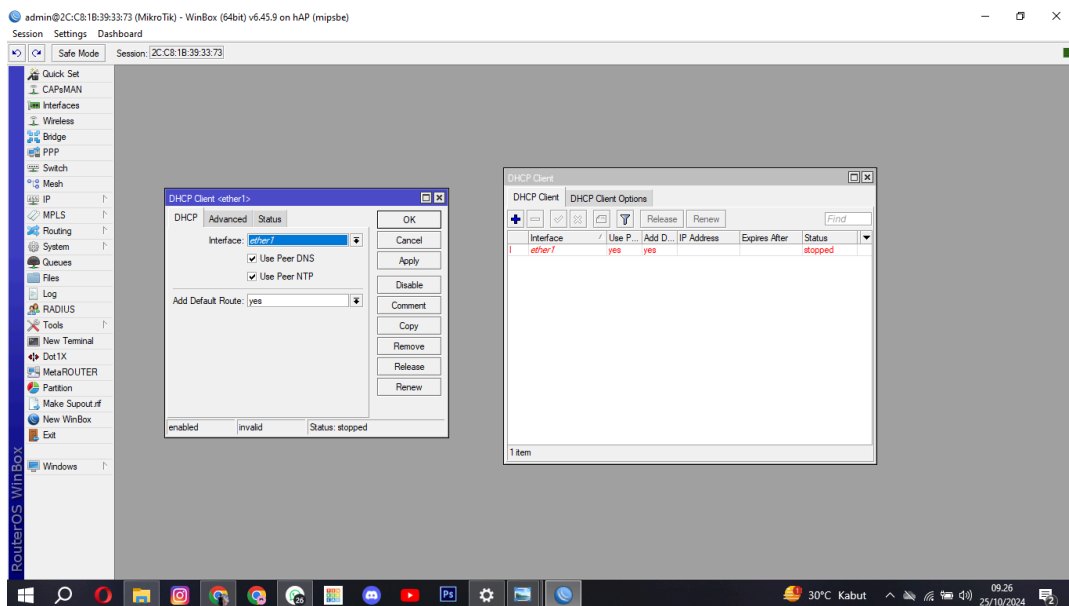 admin@2C:C8:1B:39:33:73 (MikroTik) - WinBox (64bit) v6.45.9 on hAP (mipsbe)
Session Settings Dashboard
Safe Mode Session: 2C:C8:1B:39:33:73
Quick Set
CAPsMAN
Interfaces
Wireless
Bridge
PPP
Switch
Mesh
IP
MPLS
Routing
System
Queues
Files
Log
RADIUS
Tools
New Terminal
Dot1X
MetaROUTER
Partition
Make Supout.rif
New WinBox
Exit
Windows
RouterOS WinBox
DHCP Client <ether1>
DHCP Advanced Status
Interface: ether1
Use Peer DNS
Use Peer NTP
Add Default Route: yes
OK
Cancel
Apply
Disable
Comment
Copy
Remove
Release
Renew
enabled invalid Status: stopped
DHCP Client
DHCP Client DHCP Client Options
Release Renew Find
Interface Use P... Add D... IP Address Expires After Status
I ether1 yes yes stopped
1 item
26
Ps
30°C Kabut
09.26
25/10/2024
2